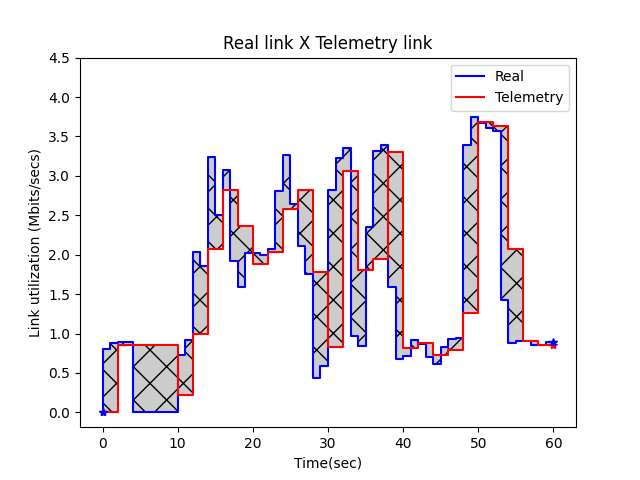 Real link X Telemetry link
Real
Telemetry
Link utilization (Mbits/secs)
4.5
4.0
3.5
3.0
2.5
2.0
1.5
1.0
0.5
0.0
0 10 20 30 40 50 60
Time(sec)